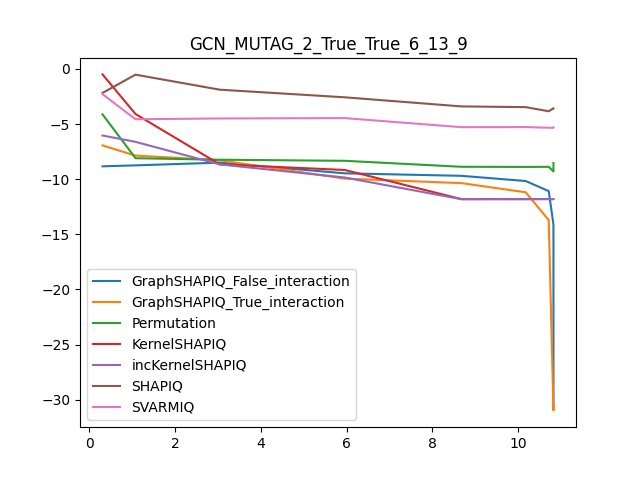 GCN_MUTAG_2_True_True_6_13_9
0
−5
−10
−15
−20
−25
−30
GraphSHAPIQ_False_interaction
GraphSHAPIQ_True_interaction
Permutation
KernelSHAPIQ
incKernelSHAPIQ
SHAPIQ
SVARMIQ
0 2 4 6 8 10